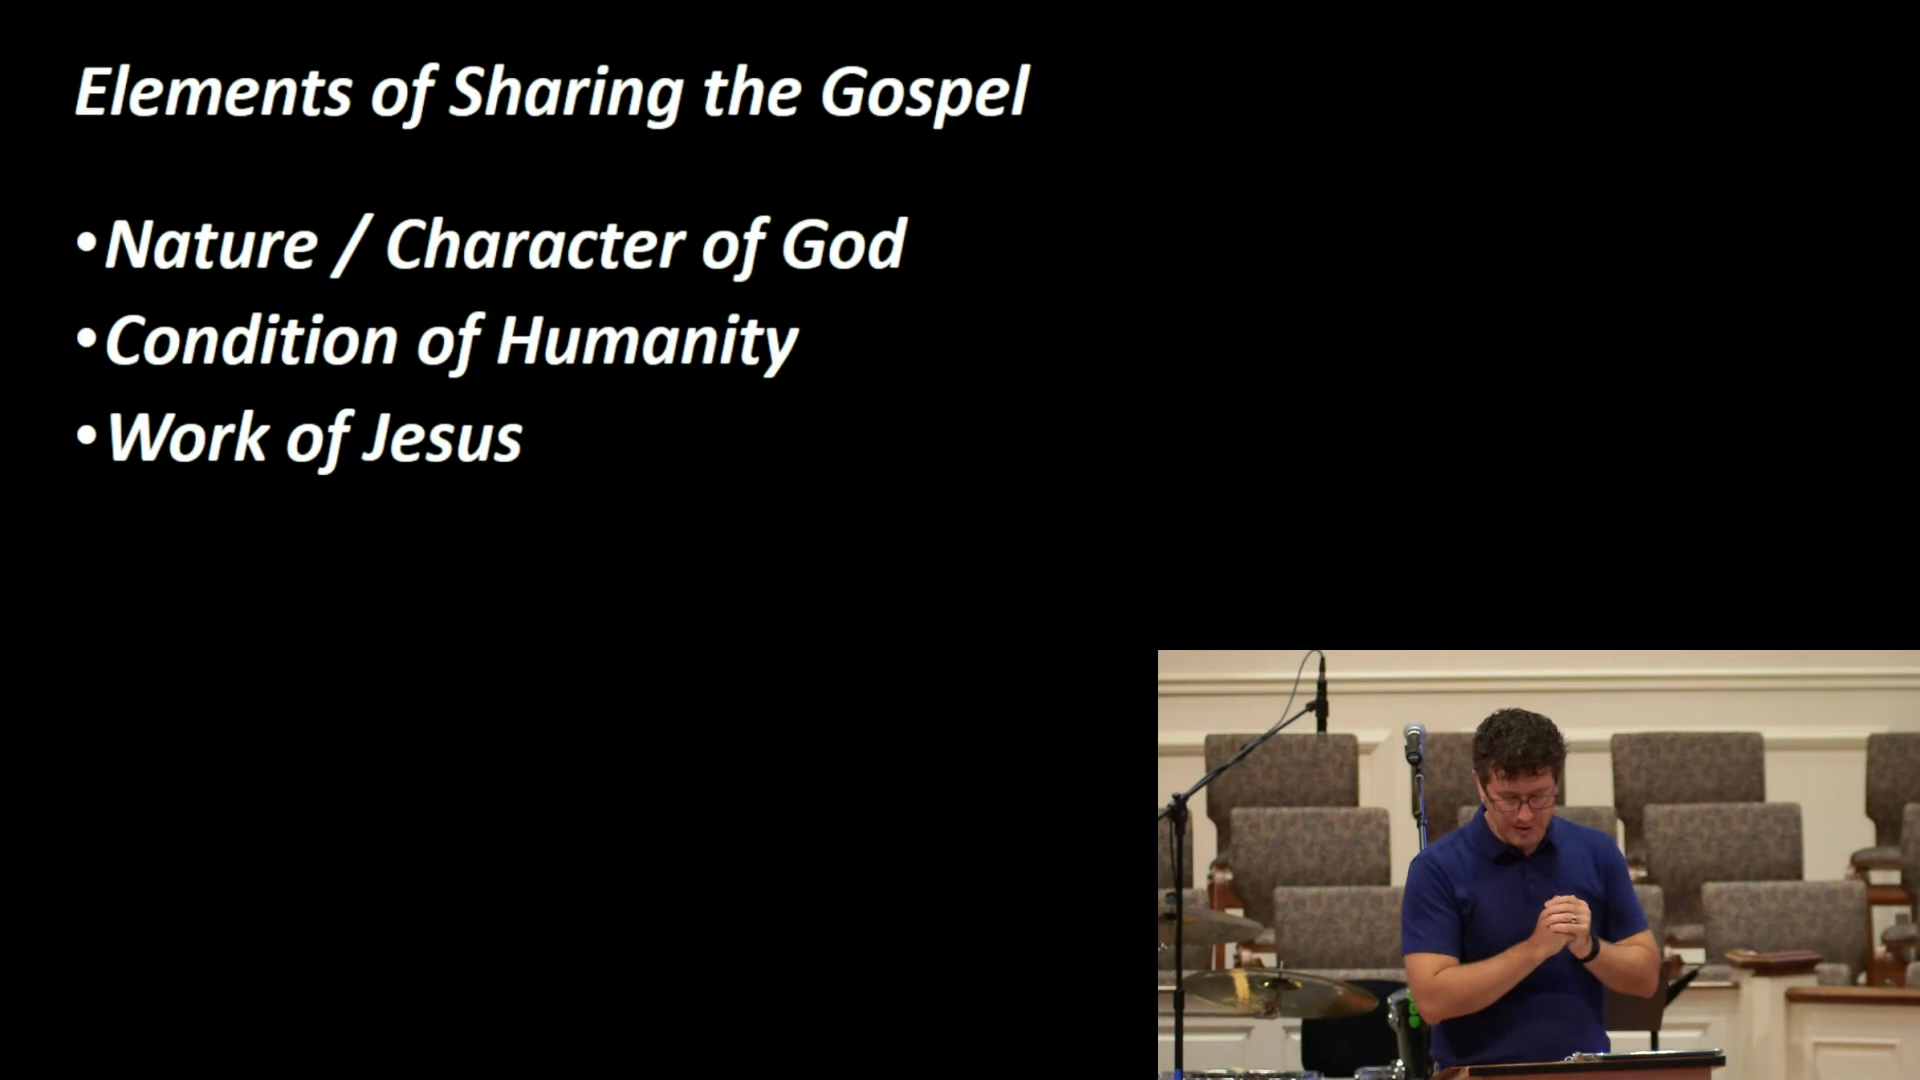 Elements of Sharing the Gospel
•Nature / Character of God
•Condition of Humanity
•Work of Jesus